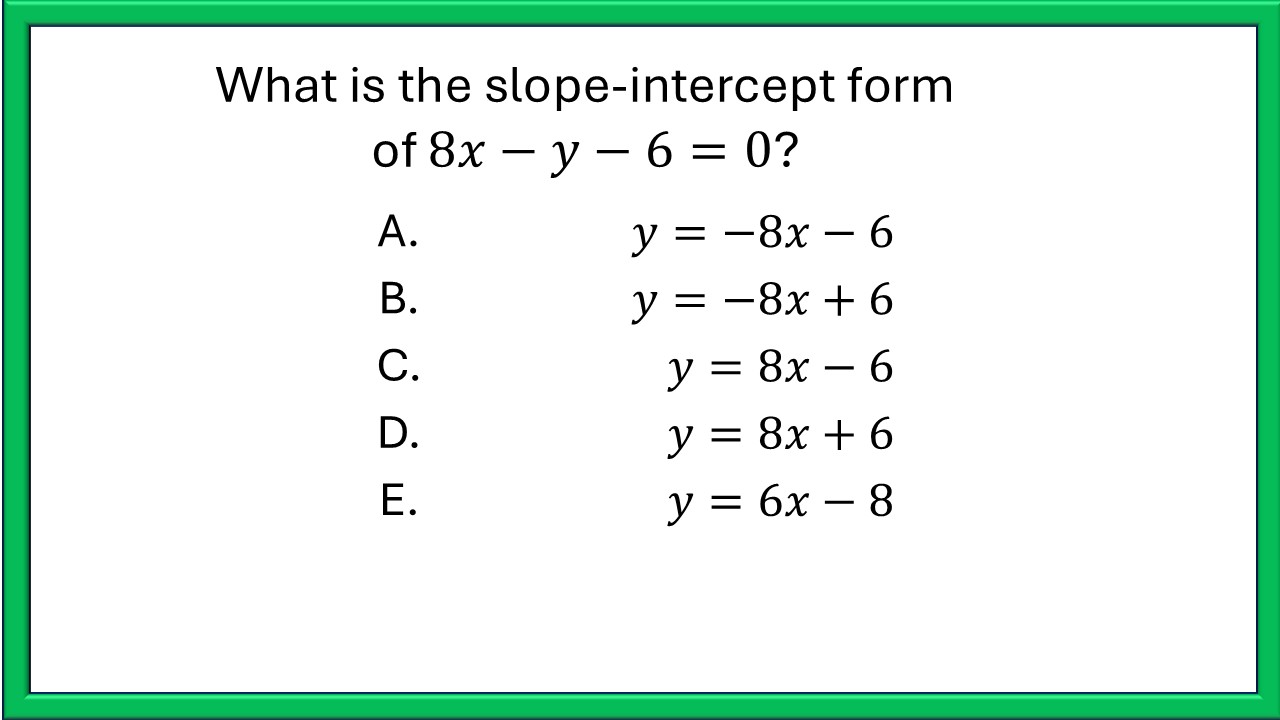 What is the slope-intercept form
of 8𝑥 − 𝑦 − 6 = 0?
A. 𝑦 = −8𝑥 − 6
B. 𝑦 = −8𝑥 + 6
C. 𝑦 = 8𝑥 − 6
D. 𝑦 = 8𝑥 + 6
E. 𝑦 = 6𝑥 − 8